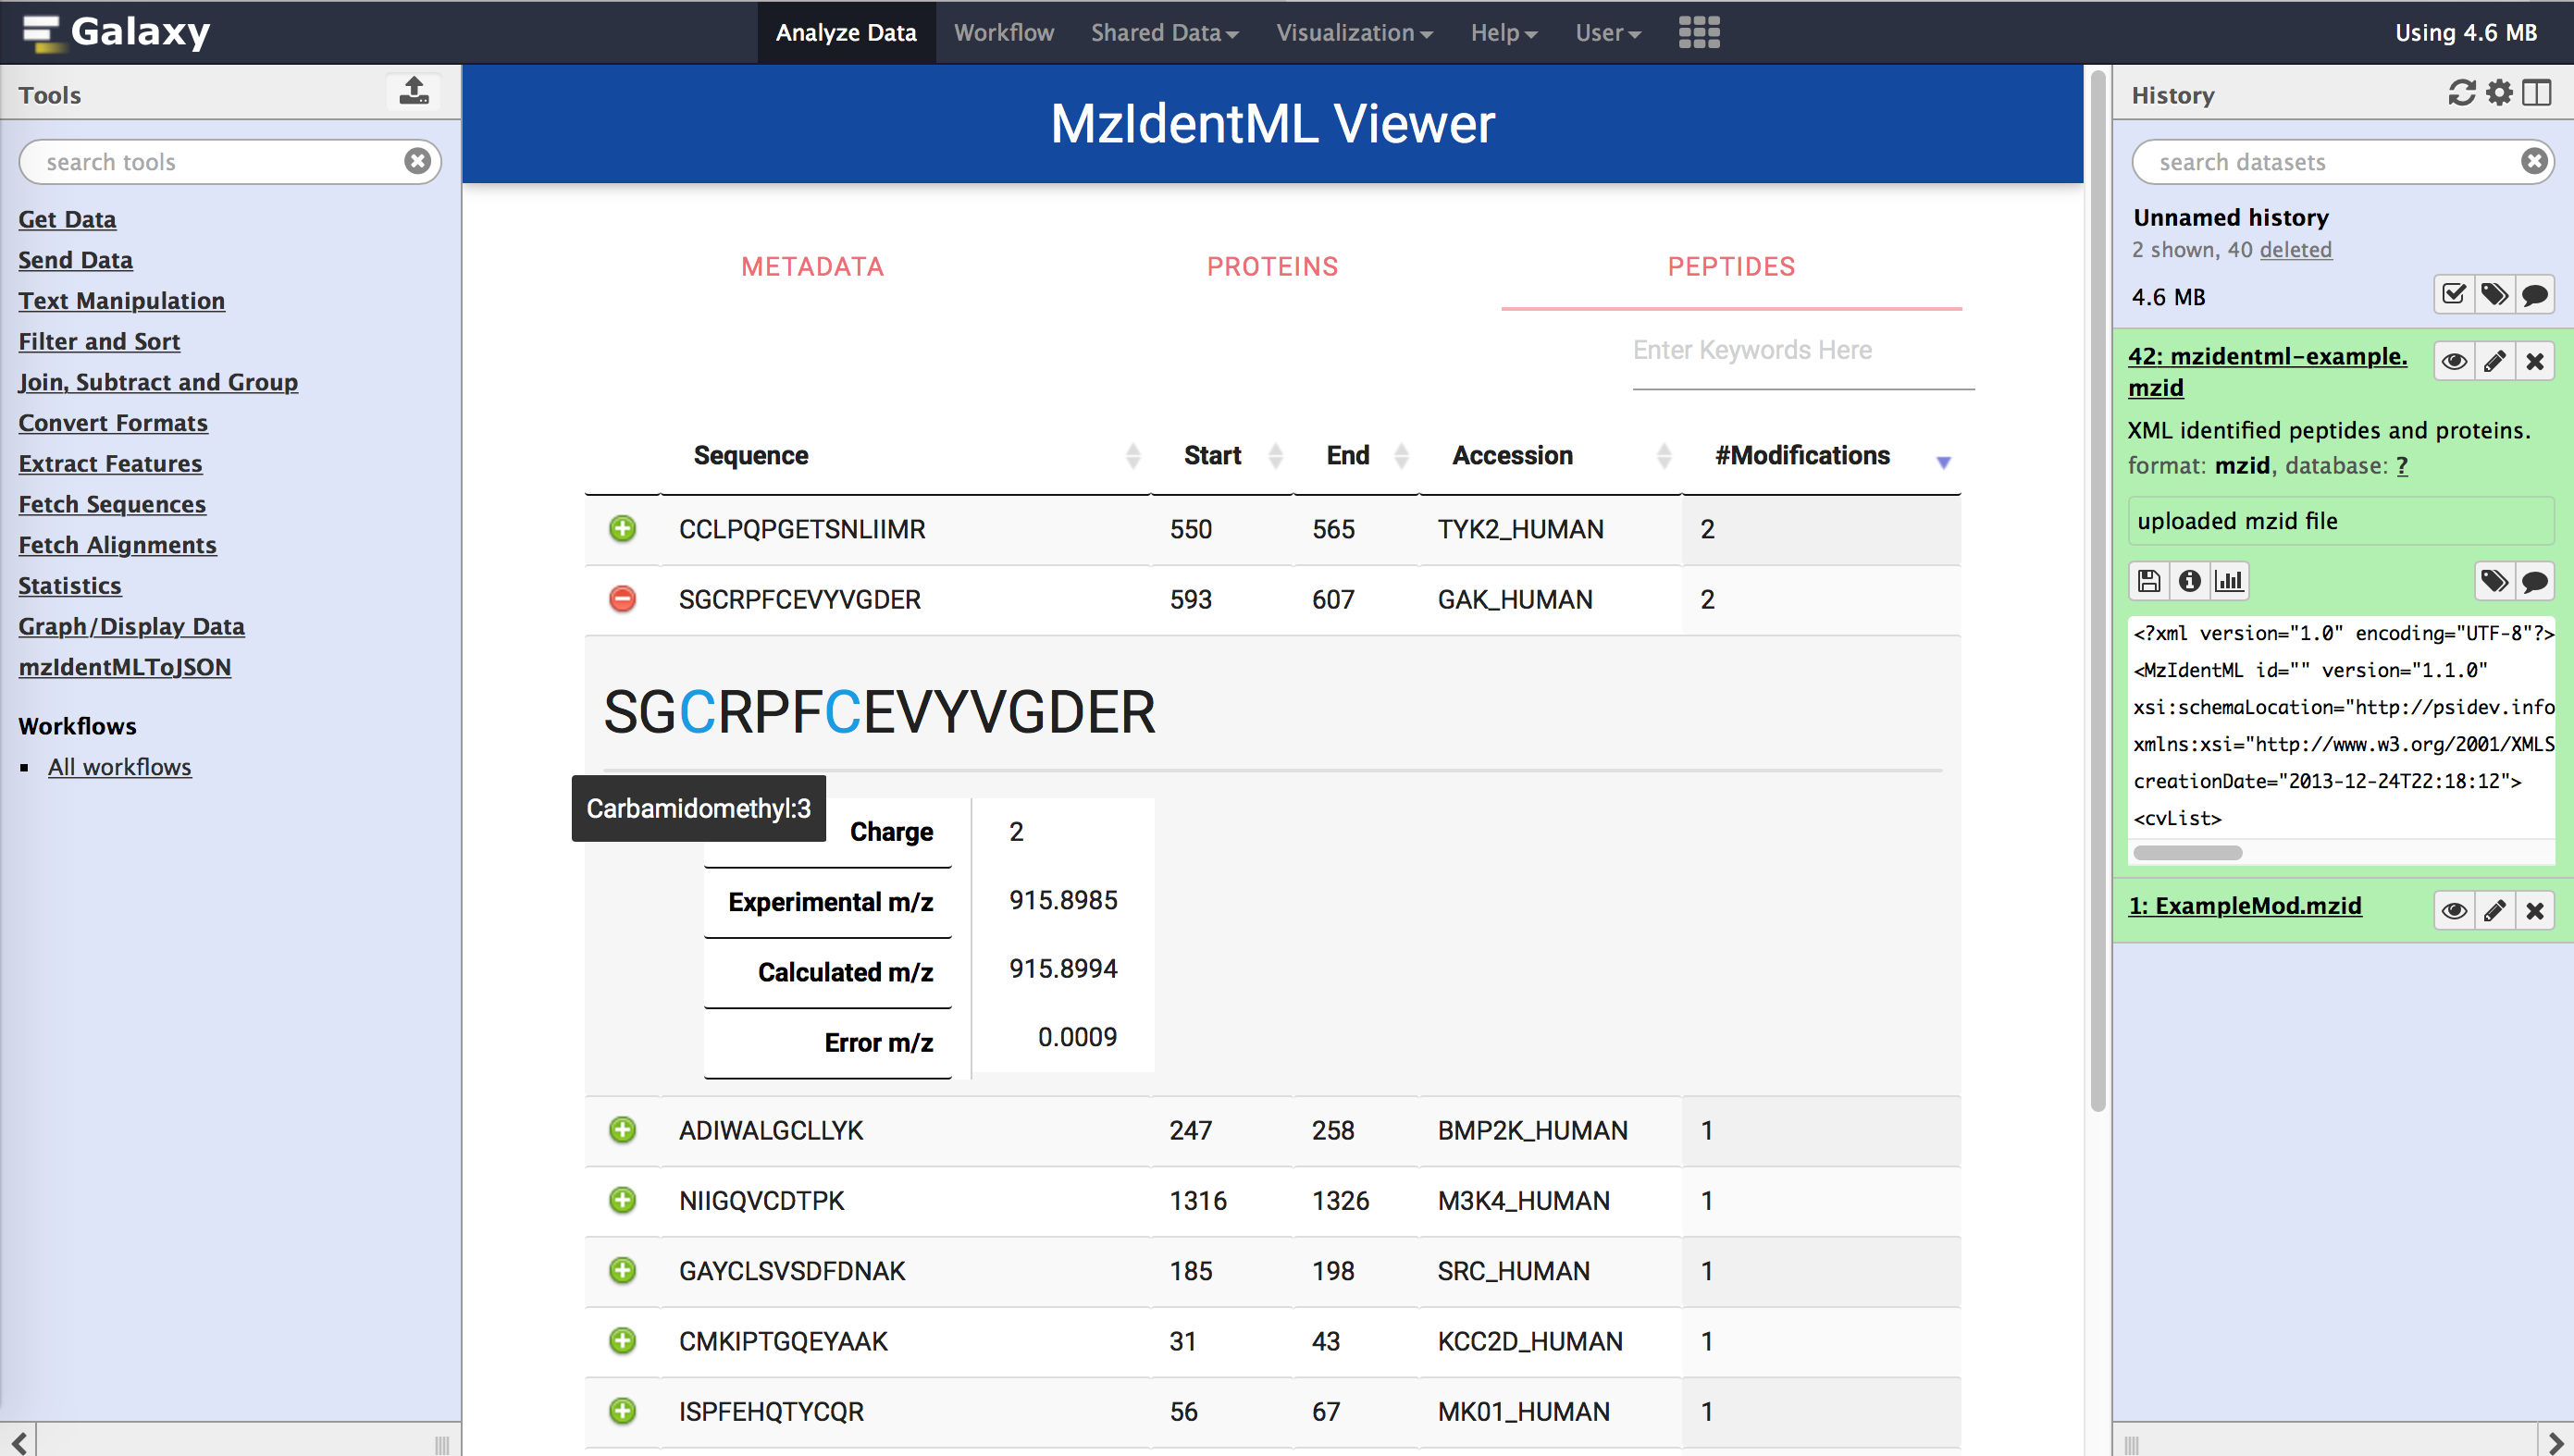 Galaxy
Analyze Data Workflow Shared Data Visualization Help User
Using 4.6 MB
Tools
search tools
Get Data
Send Data
Text Manipulation
Filter and Sort
Join, Subtract and Group
Convert Formats
Extract Features
Fetch Sequences
Fetch Alignments
Statistics
Graph/Display Data
mzIdentMLToJSON
Workflows
All workflows
MzIdentML Viewer
METADATA PROTEINS PEPTIDES
Enter Keywords Here
Sequence Start End Accession #Modifications
CCLPQPGETSNLIIMR 550 565 TYK2_HUMAN 2
SGCRPFCEVYVGDER 593 607 GAK_HUMAN 2
SGCRPFCEVYVGDER
Carbamidomethyl:3
Charge 2
Experimental m/z 915.8985
Calculated m/z 915.8994
Error m/z 0.0009
ADIWALGCLLYK 247 258 BMP2K_HUMAN 1
NIIGQVCDTPK 1316 1326 M3K4_HUMAN 1
GAYCLSVSDFDNAK 185 198 SRC_HUMAN 1
CMKIPTGQEYAAK 31 43 KCC2D_HUMAN 1
ISPFEHQTYCQR 56 67 MK01_HUMAN 1
History
search datasets
Unnamed history
2 shown, 40 deleted
4.6 MB
42: mzidentml-example.
mzid
XML identified peptides and proteins.
format: mzid, database: ?
uploaded mzid file
<?xml version="1.0" encoding="UTF-8"?>
<MzIdentML id="" version="1.1.0"
xsi:schemaLocation="http://psidev.info
xmlns:xsi="http://www.w3.org/2001/XMLS
creationDate="2013-12-24T22:18:12">
<cvList>
1: ExampleMod.mzid